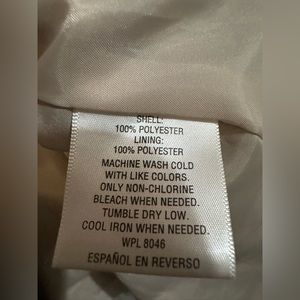 SHELL:
100% POLYESTER
LINING:
100% POLYESTER
MACHINE WASH COLD
WITH LIKE COLORS.
ONLY NON-CHLORINE
BLEACH WHEN NEEDED.
TUMBLE DRY LOW.
COOL IRON WHEN NEEDED.
WPL 8046
ESPAÑOL EN REVERSO